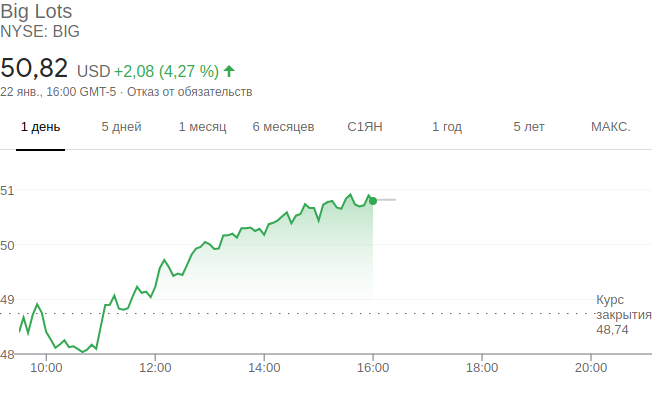 Big Lots
NYSE: BIG
50,82 USD +2,08 (4,27 %)
22 янв., 16:00 GMT-5 · Отказ от обязательств
1 день 5 дней 1 месяц 6 месяцев С1ЯН 1 год 5 лет МАКС.
51
50
49
Курс
закрытия
48,74
48
10:00 12:00 14:00 16:00 18:00 20:00